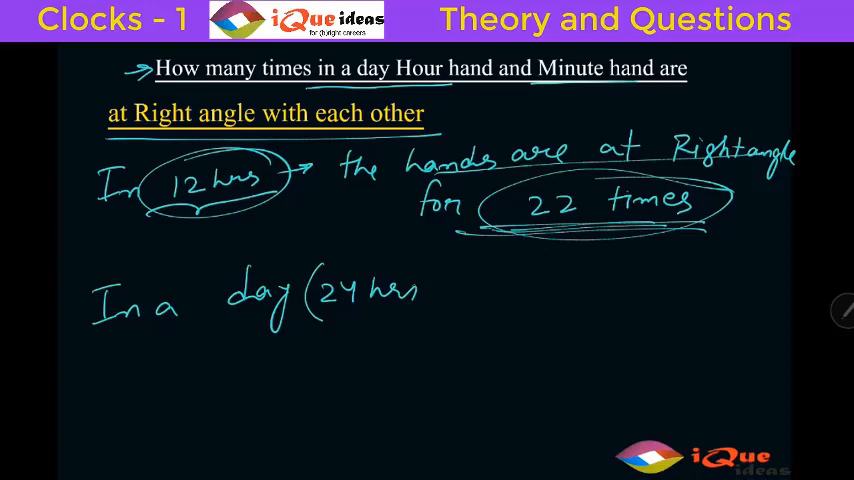 Clocks - 1
iQue ideas
for (b)right careers
Theory and Questions
How many times in a day Hour hand and Minute hand are
at Right angle with each other
In 12 hrs → the hands are at Rightangle
for 22 times
In a day (24 hrs
iQue
ideas